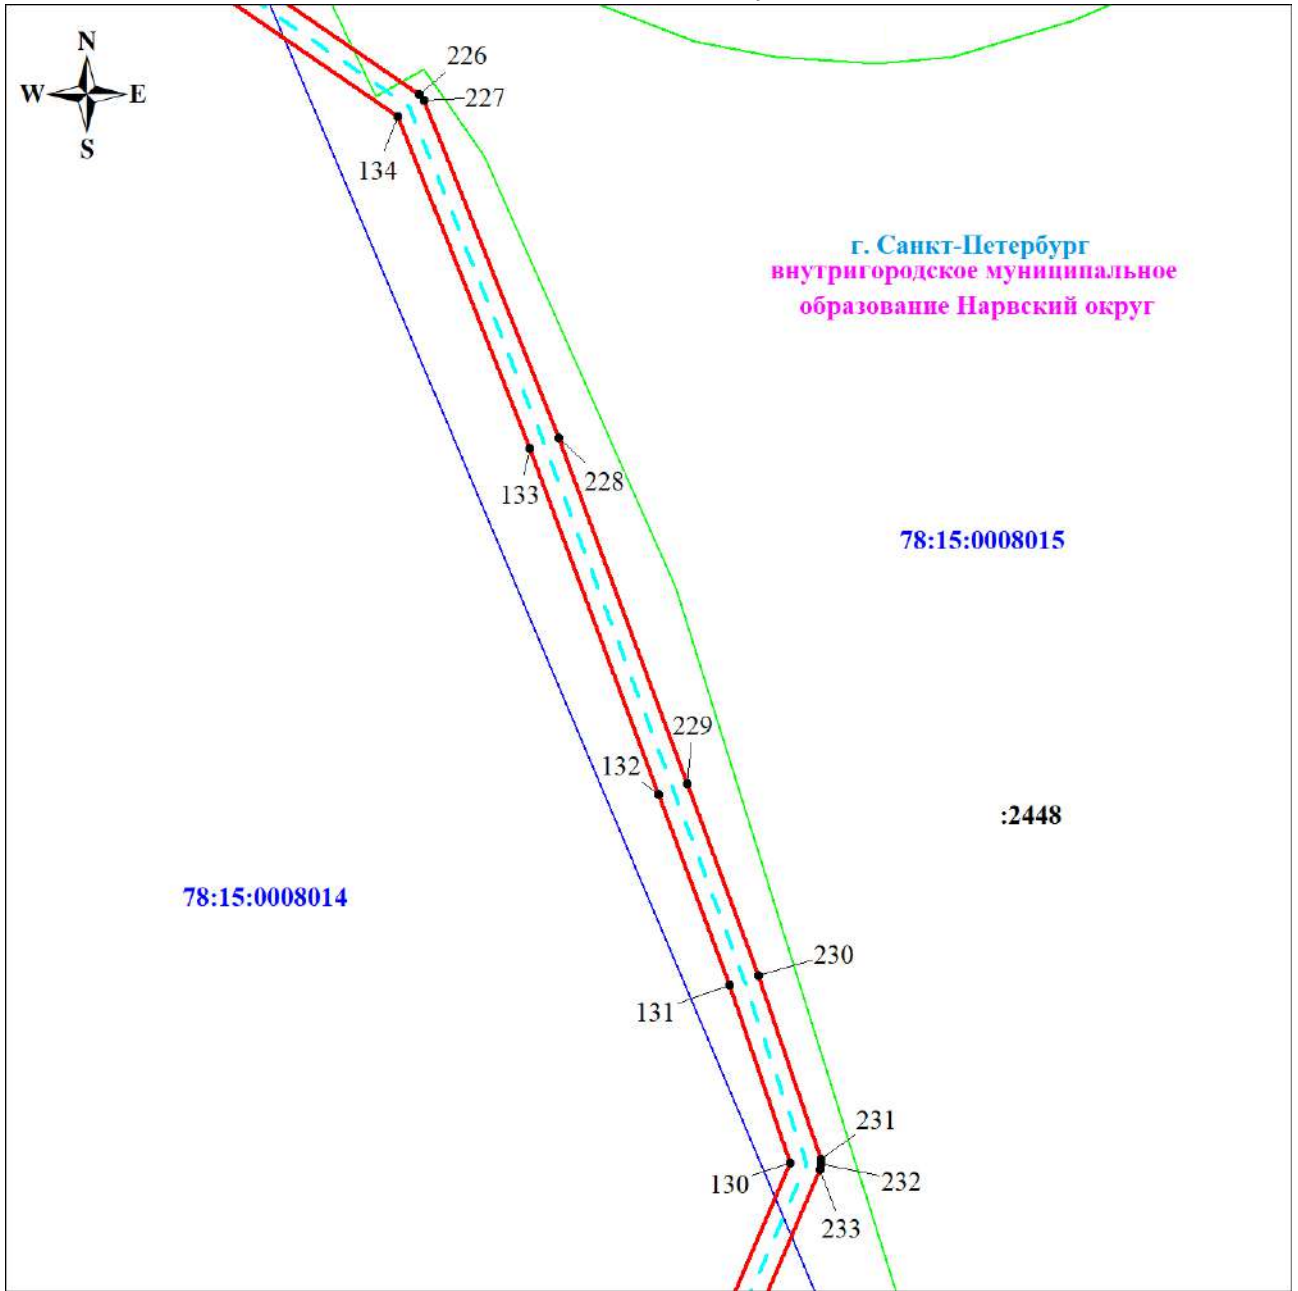 N
W E
S
226
227
134
г. Санкт-Петербург
внутригородское муниципальное
образование Нарвский округ
228
133
78:15:0008015
229
132
:2448
78:15:0008014
230
131
231
130
232
233